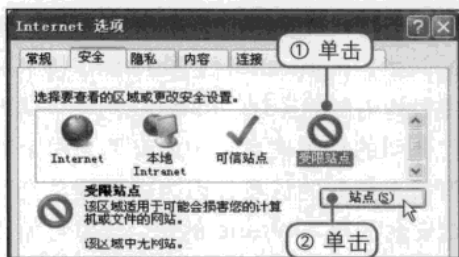 Internet 选项
常规 安全 隐私 内容 连接
① 单击
选择要查看的区域或更改安全设置。
Internet 本地 Intranet 可信站点 受限站点
受限站点
该区域适用于可能会损害您的计算
机或文件的网站。
站点(S)
该区域中无网站。
② 单击